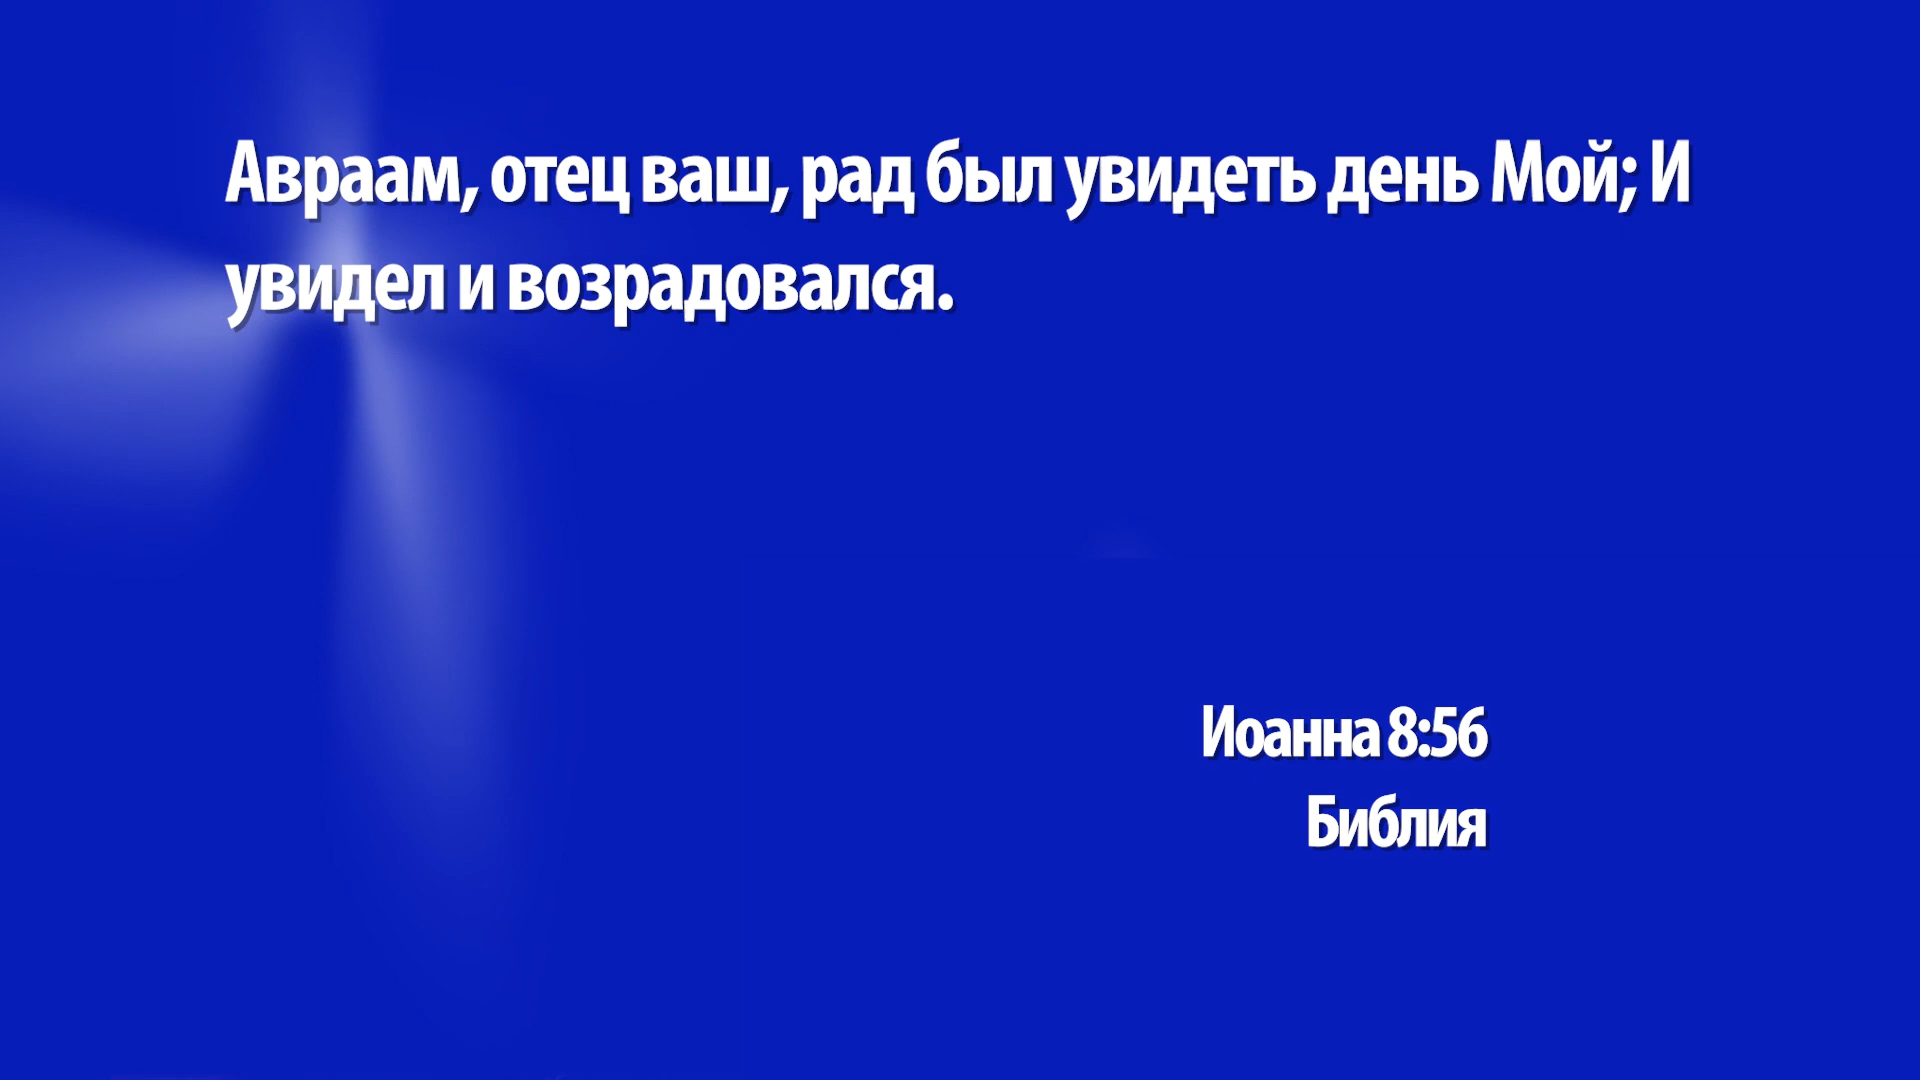 Авраам, отец ваш, рад был увидеть день Мой; И
увидел и возрадовался.
Иоанна 8:56
Библия